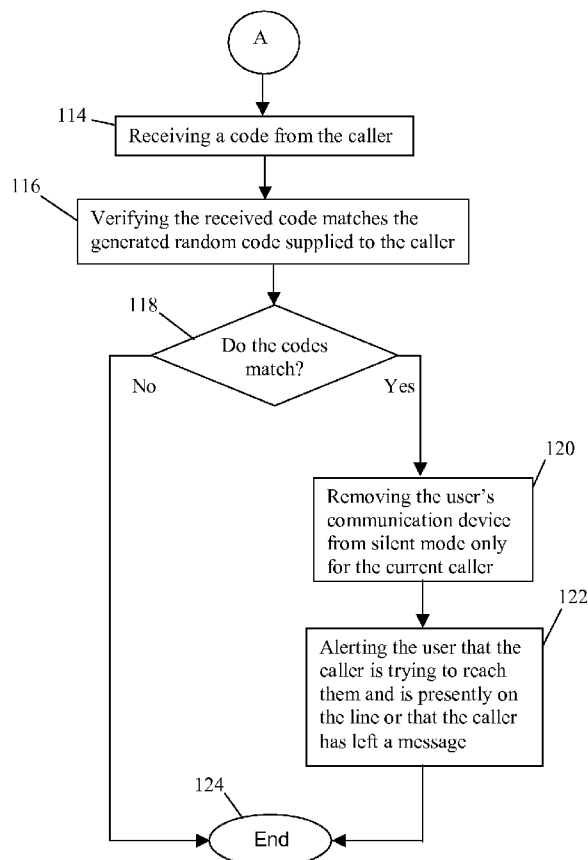 A
114
Receiving a code from the caller
116
Verifying the received code matches the
generated random code supplied to the caller
118
Do the codes
match?
No
Yes
120
Removing the user's
communication device
from silent mode only
for the current caller
122
Alerting the user that the
caller is trying to reach
them and is presently on
the line or that the caller
has left a message
124
End